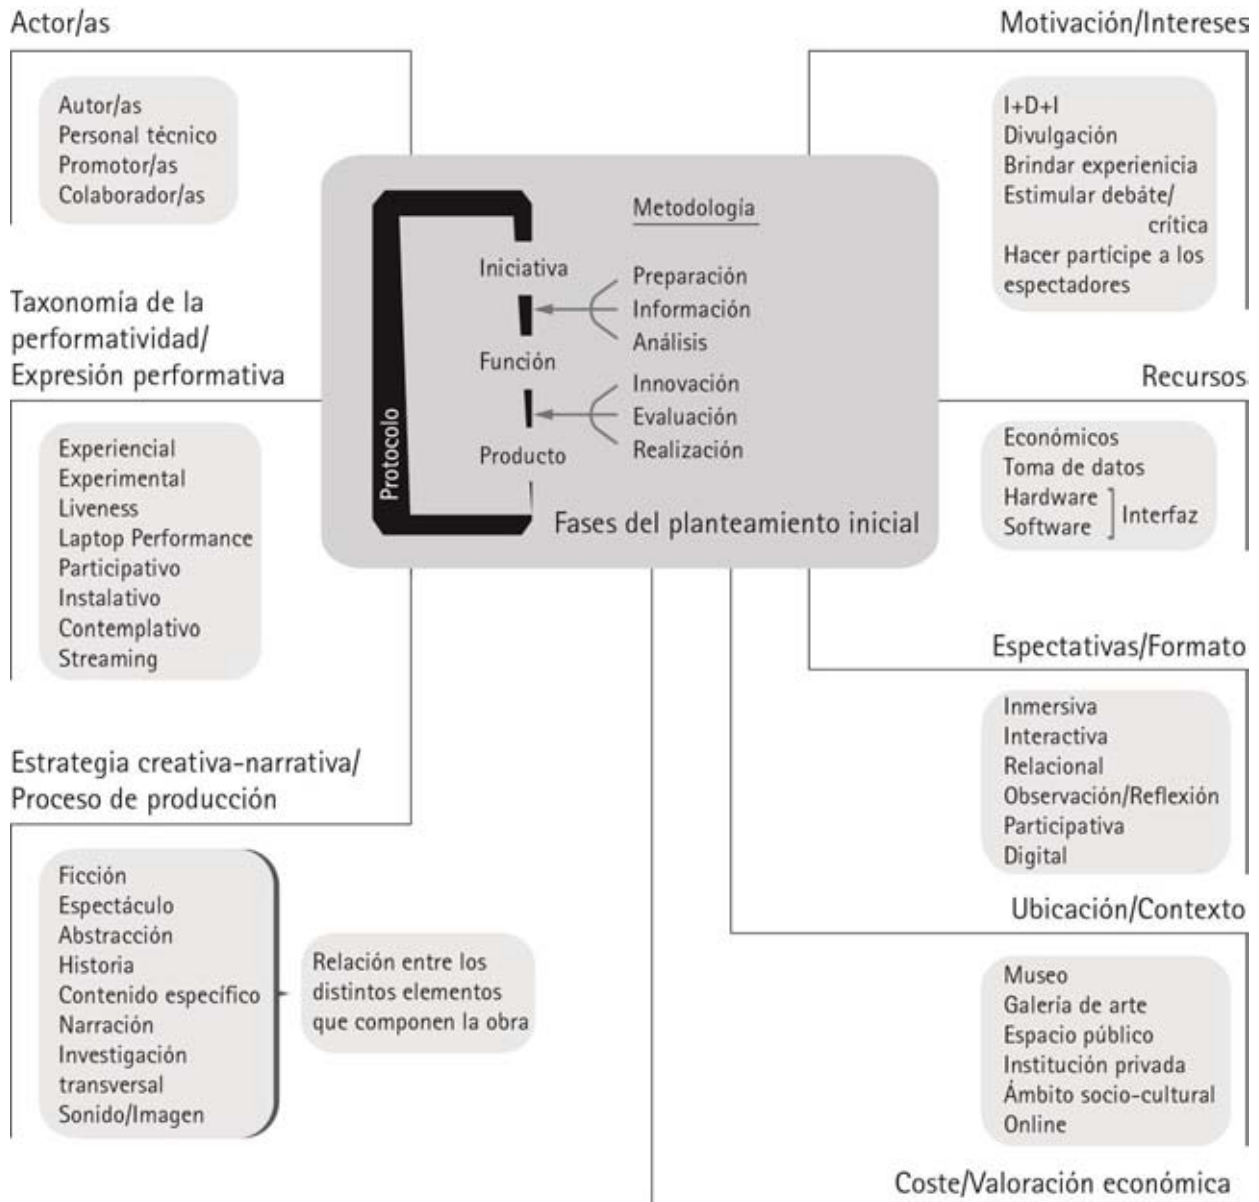 Actor/as
Autor/as
Personal técnico
Promotor/as
Colaborador/as
Taxonomía de la
performatividad/
Expresión performativa
Experiencial
Experimental
Liveness
Laptop Performance
Participativo
Instalativo
Contemplativo
Streaming
Estrategia creativa-narrativa/
Proceso de producción
Ficción
Espectáculo
Abstracción
Historia
Contenido específico
Narración
Investigación
transversal
Sonido/Imagen
Relación entre los
distintos elementos
que componen la obra
Protocolo
Iniciativa
Función
Producto
Metodología
Preparación
Información
Análisis
Innovación
Evaluación
Realización
Fases del planteamiento inicial
Motivación/Intereses
I+D+I
Divulgación
Brindar experienicia
Estimular debáte/
crítica
Hacer partícipe a los
espectadores
Recursos
Económicos
Toma de datos
Hardware
Software
Interfaz
Espectativas/Formato
Inmersiva
Interactiva
Relacional
Observación/Reflexión
Participativa
Digital
Ubicación/Contexto
Museo
Galería de arte
Espacio público
Institución privada
Ámbito socio-cultural
Online
Coste/Valoración económica